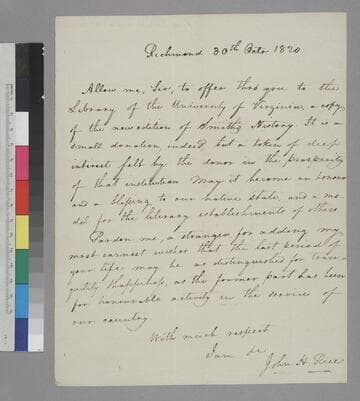 Richmond 30th Octr 1820
Allow me, Sir, to offer thro you to the
Library of the University of Virginia, a copy
of the new edition of Smith's History. It is a
small donation, indeed, but a token of deep
interest felt by the donor in the prosperity
of that institution May it become an honour
and a blessing to our native state, and a mo-
del for the literary establishments of others
Pardon me, a stranger for adding my
most earnest wishes that the last period of
your life may be as distinguished for tran-
quility & happiness, as the former part has been
for honourable activity in the service of
our country
With much respect
I am &c
John H. Rice